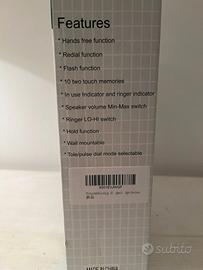 Features
* Hands free function
* Redial function
* Flash function
* 10 two touch memories
* In use Indicator and ringer indicator
* Speaker volume Min-Max switch
* Ringer LO-HI switch
* Hold function
* Wall mountable
* Tole/pulse dial mode selectable
MADE IN CHINA
subito